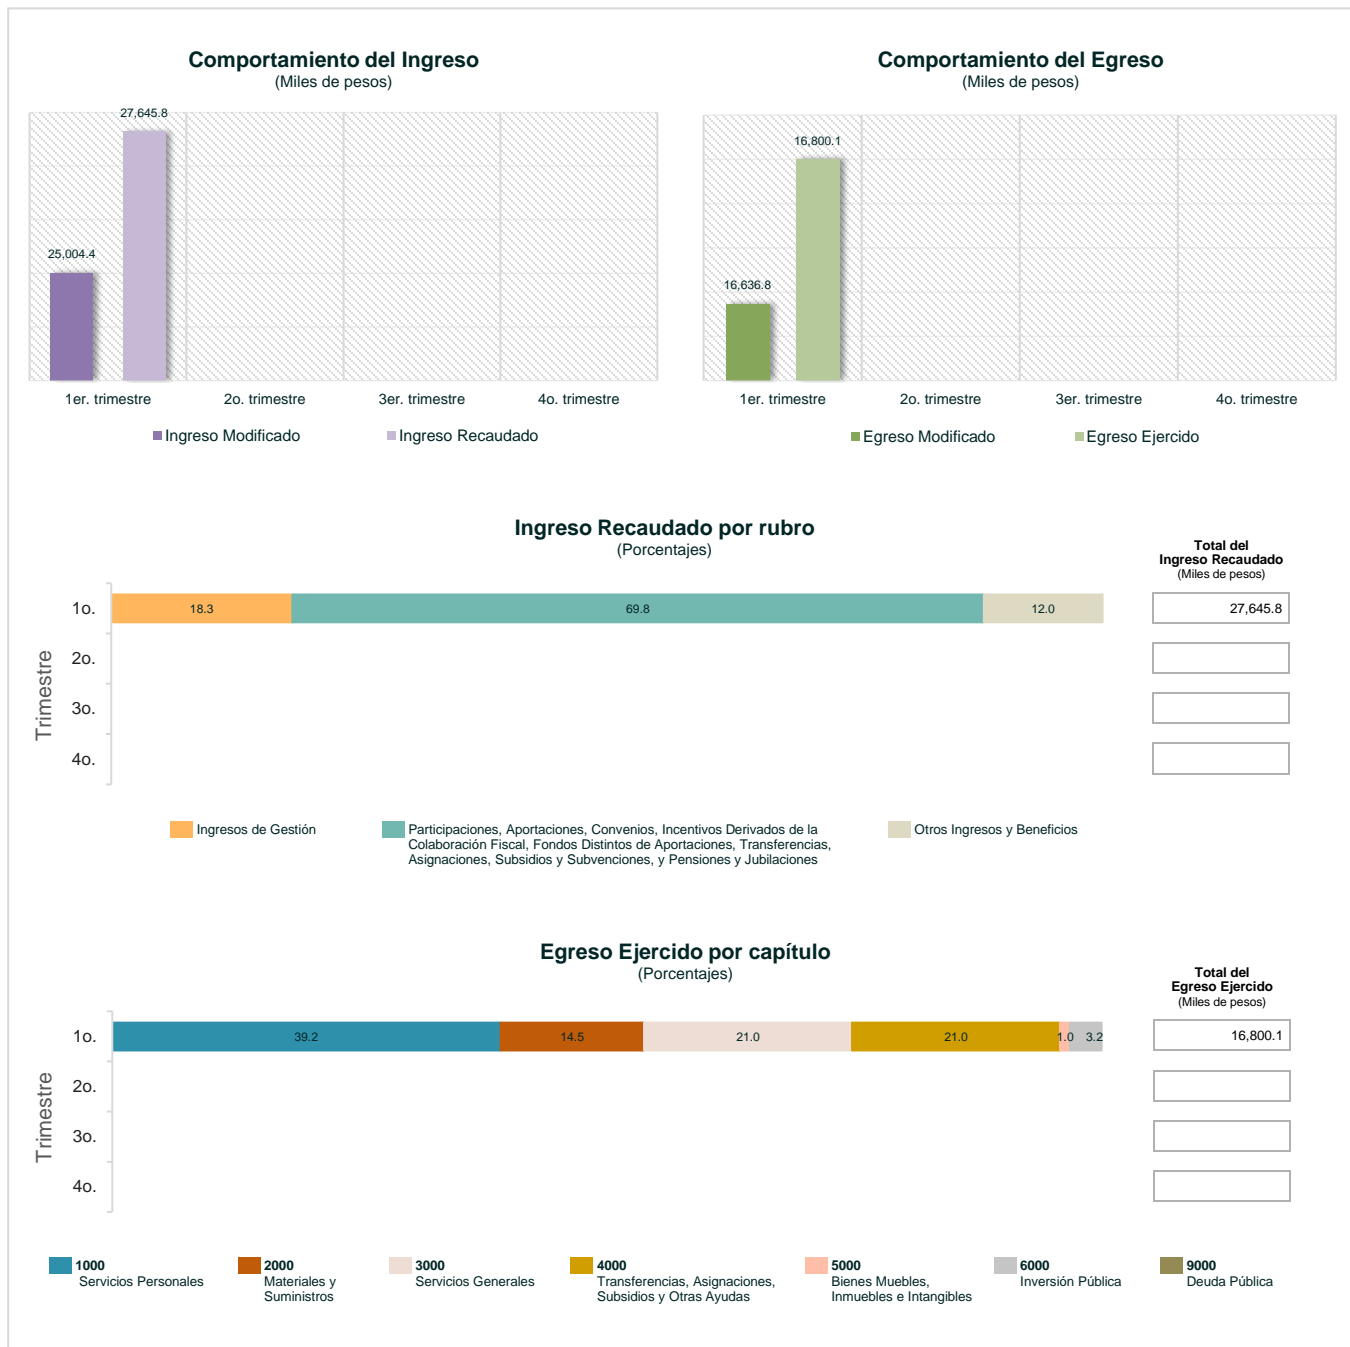 Comportamiento del Ingreso
(Miles de pesos)
27,645.8
25,004.4
1er. trimestre 2o. trimestre 3er. trimestre 4o. trimestre
Ingreso Modificado Ingreso Recaudado
Comportamiento del Egreso
(Miles de pesos)
16,800.1
16,636.8
1er. trimestre 2o. trimestre 3er. trimestre 4o. trimestre
Egreso Modificado Egreso Ejercido
Ingreso Recaudado por rubro
(Porcentajes)
Total del
Ingreso Recaudado
(Miles de pesos)
Trimestre
1o. 18.3 69.8 12.0 27,645.8
2o.
3o.
4o.
Ingresos de Gestión
Participaciones, Aportaciones, Convenios, Incentivos Derivados de la
Colaboración Fiscal, Fondos Distintos de Aportaciones, Transferencias,
Asignaciones, Subsidios y Subvenciones, y Pensiones y Jubilaciones
Otros Ingresos y Beneficios
Egreso Ejercido por capítulo
(Porcentajes)
Total del
Egreso Ejercido
(Miles de pesos)
Trimestre
1o. 39.2 14.5 21.0 21.0 1.0 3.2 16,800.1
2o.
3o.
4o.
1000
Servicios Personales
2000
Materiales y
Suministros
3000
Servicios Generales
4000
Transferencias, Asignaciones,
Subsidios y Otras Ayudas
5000
Bienes Muebles,
Inmuebles e Intangibles
6000
Inversión Pública
9000
Deuda Pública